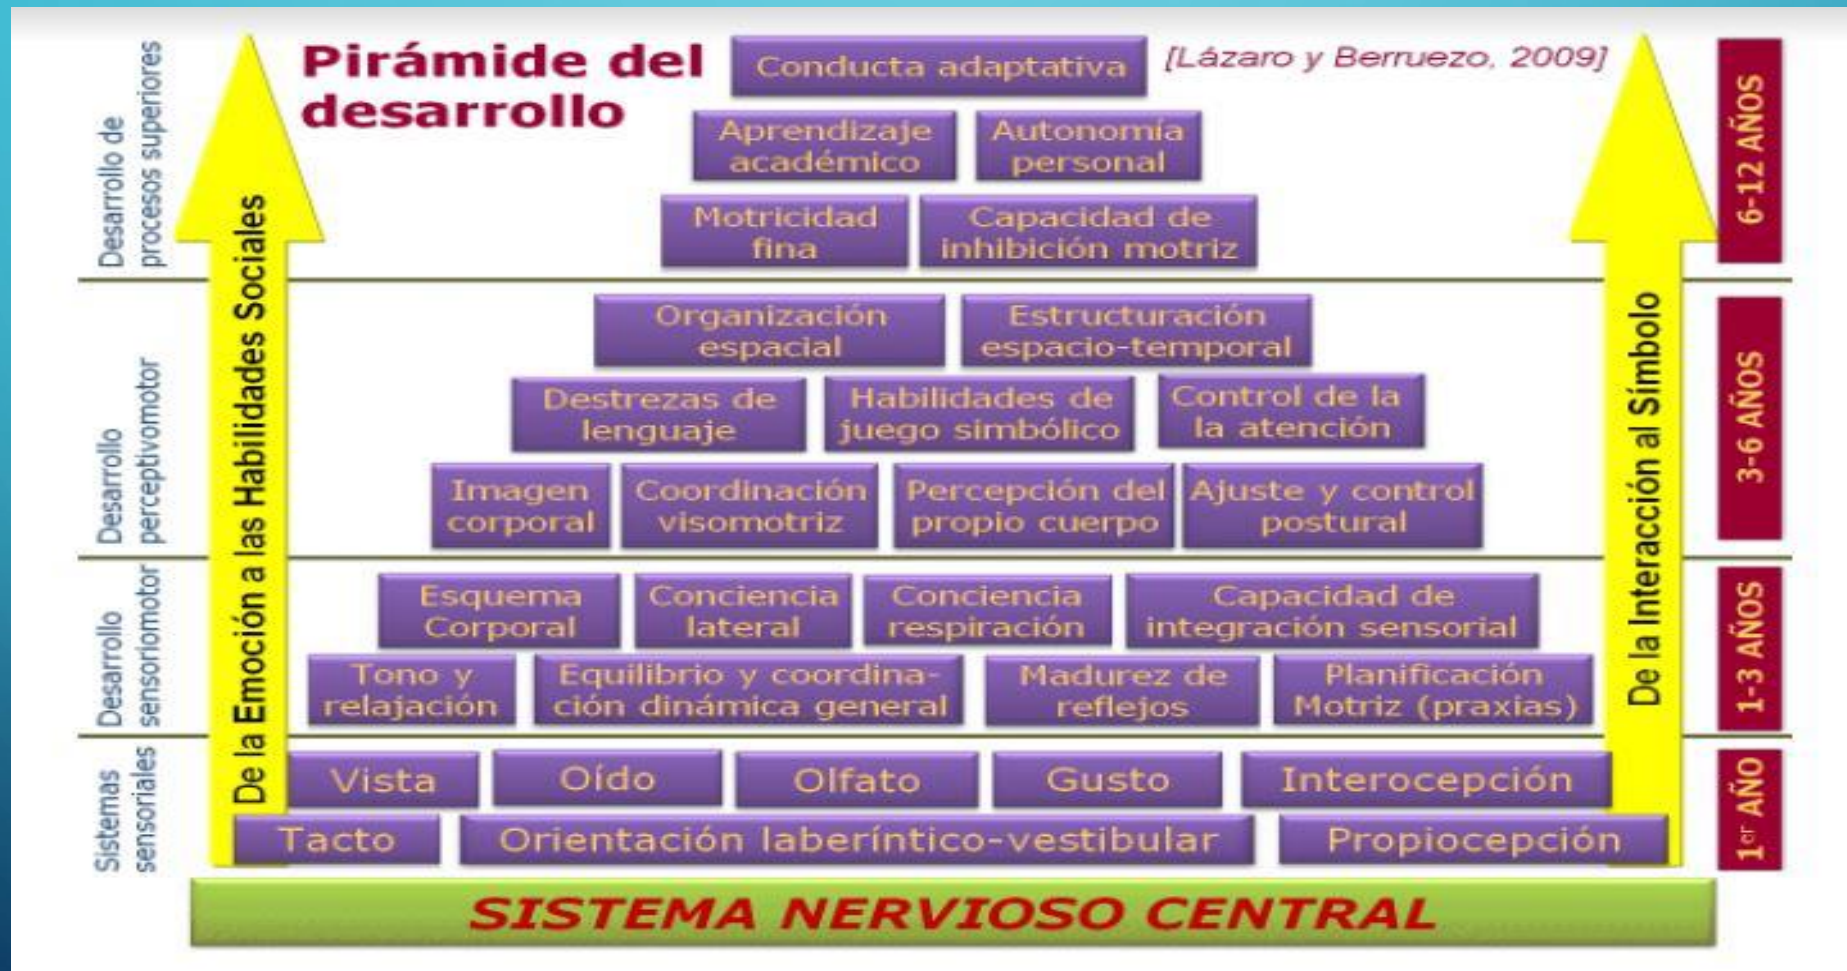 Pirámide del
desarrollo
[Lázaro y Berruezo, 2009]
Conducta adaptativa
Aprendizaje
académico
Autonomía
personal
Motricidad
fina
Capacidad de
inhibición motriz
Desarrollo de
procesos superiores
6-12 AÑOS
Organización
espacial
Estructuración
espacio-temporal
Destrezas de
lenguaje
Habilidades de
juego simbólico
Control de la
la atención
Imagen
corporal
Coordinación
visomotriz
Percepción del
propio cuerpo
Ajuste y control
postural
Desarrollo
perceptivomotor
3-6 AÑOS
Esquema
Corporal
Conciencia
lateral
Conciencia
respiración
Capacidad de
integración sensorial
Tono y
relajación
Equilibrio y coordina-
ción dinámica general
Madurez de
reflejos
Planificación
Motriz (praxias)
Desarrollo
sensoriomotor
1-3 AÑOS
Vista
Oído
Olfato
Gusto
Interocepción
Tacto
Orientación laberíntico-vestibular
Propiocepción
Sistemas
sensoriales
1er AÑO
De la Emoción a las Habilidades Sociales
De la Interacción al Símbolo
SISTEMA NERVIOSO CENTRAL